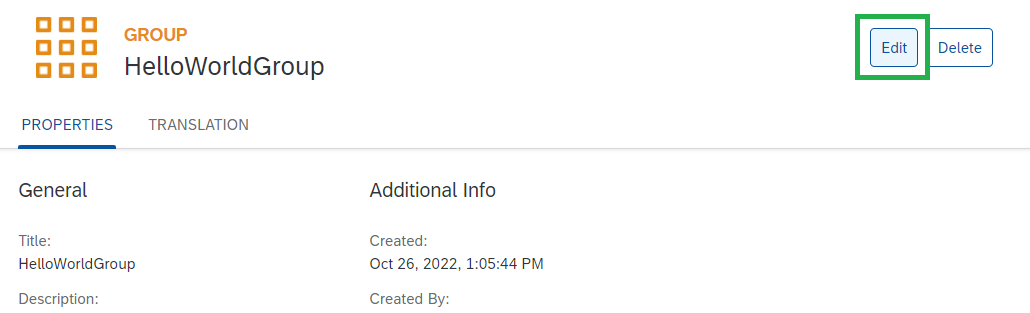 GROUP
HelloWorldGroup
Edit
Delete
PROPERTIES
TRANSLATION
General
Additional Info
Title:
Created:
HelloWorldGroup
Oct 26, 2022, 1:05:44 PM
Description:
Created By: